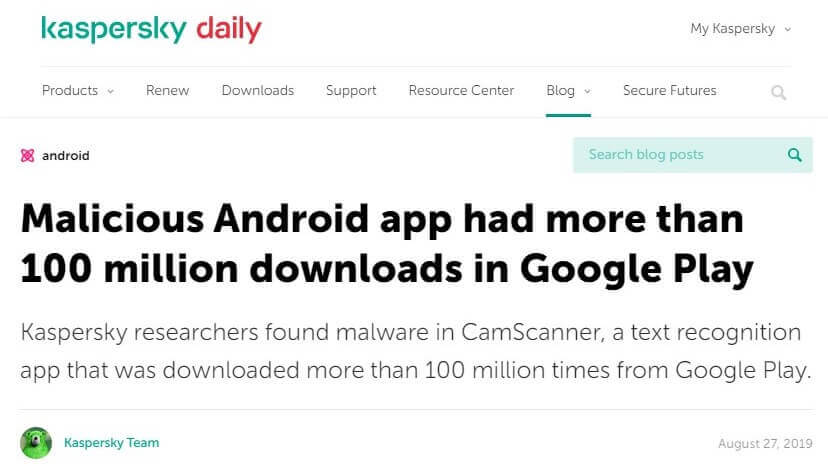 kaspersky daily
My Kaspersky
Products
Renew
Downloads
Support
Resource Center
Blog
Secure Futures
android
Search blog posts
Malicious Android app had more than
100 million downloads in Google Play
Kaspersky researchers found malware in CamScanner, a text recognition
app that was downloaded more than 100 million times from Google Play.
Kaspersky Team
August 27, 2019